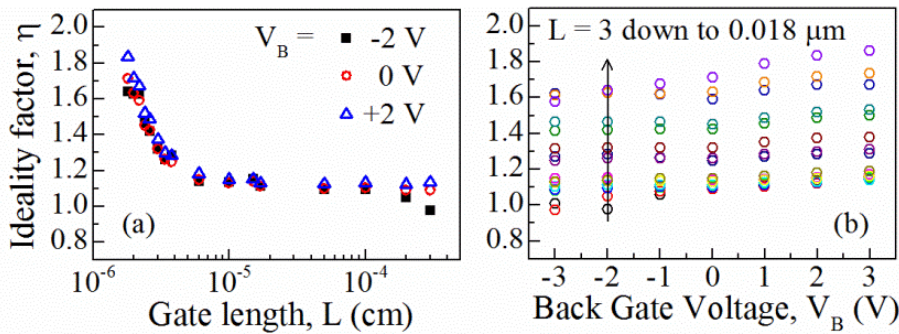 2.0
1.8
1.6
1.4
1.2
1.0
0.8
Ideality factor, η
V_B = -2 V
0 V
+2 V
(a)
10^-6 10^-5 10^-4
Gate length, L (cm)
2.0
1.8
1.6
1.4
1.2
1.0
0.8
L = 3 down to 0.018 μm
(b)
-3 -2 -1 0 1 2 3
Back Gate Voltage, V_B (V)